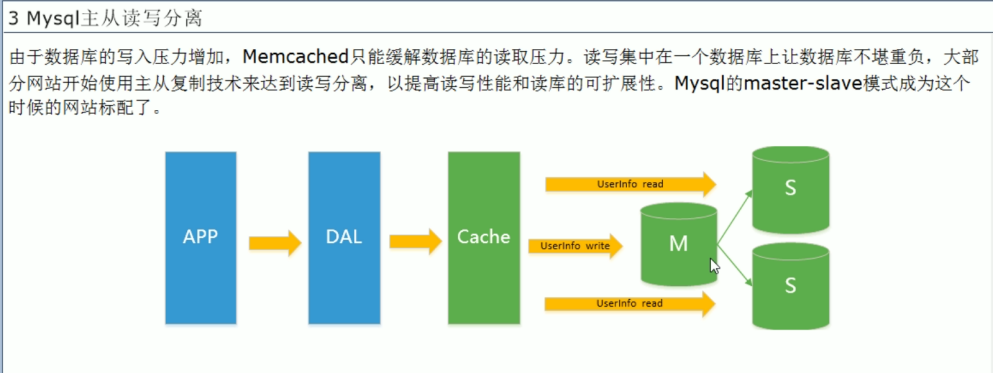 3 Mysql主从读写分离
由于数据库的写入压力增加，Memcached只能缓解数据库的读取压力。读写集中在一个数据库上让数据库不堪重负，大部
分网站开始使用主从复制技术来达到读写分离，以提高读写性能和读库的可扩展性。Mysql的master-slave模式成为这个
时候的网站标配了。
APP
DAL
Cache
UserInfo read
UserInfo write
UserInfo read
M
S
S